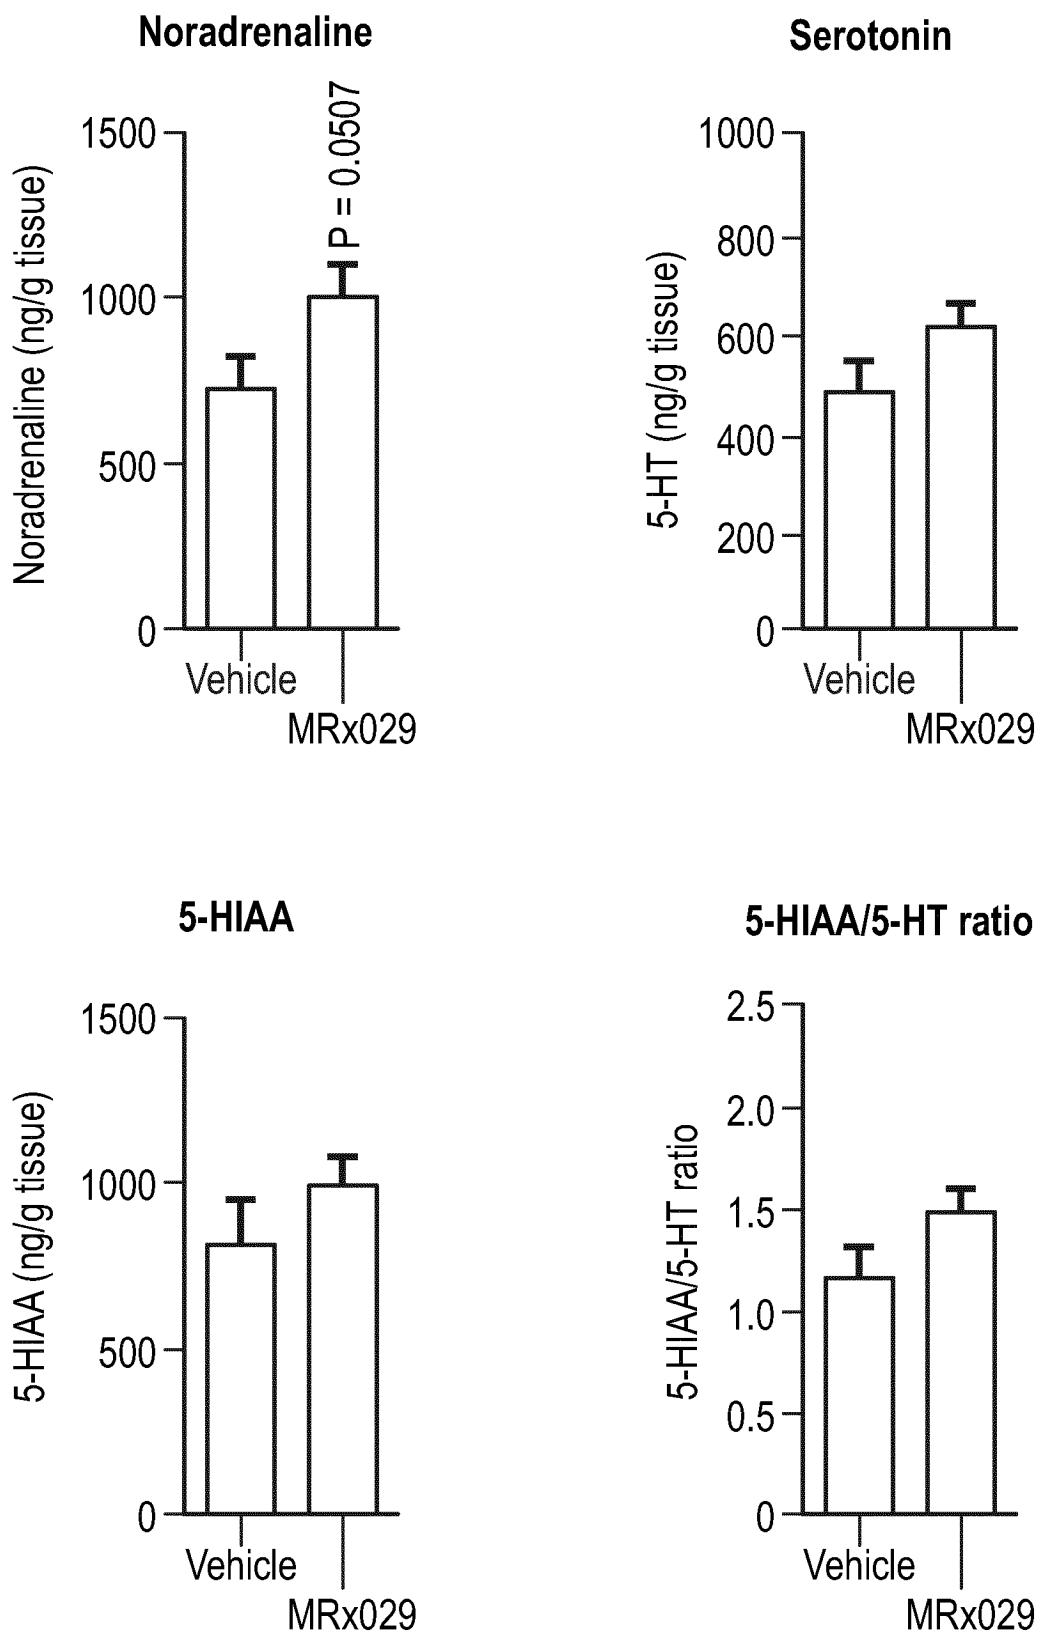 Noradrenaline
Noradrenaline (ng/g tissue)
1500
1000
500
0
P = 0.0507
Vehicle
MRx029
Serotonin
5-HT (ng/g tissue)
1000
800
600
400
200
0
Vehicle
MRx029
5-HIAA
5-HIAA (ng/g tissue)
1500
1000
500
0
Vehicle
MRx029
5-HIAA/5-HT ratio
5-HIAA/5-HT ratio
2.5
2.0
1.5
1.0
0.5
0
Vehicle
MRx029